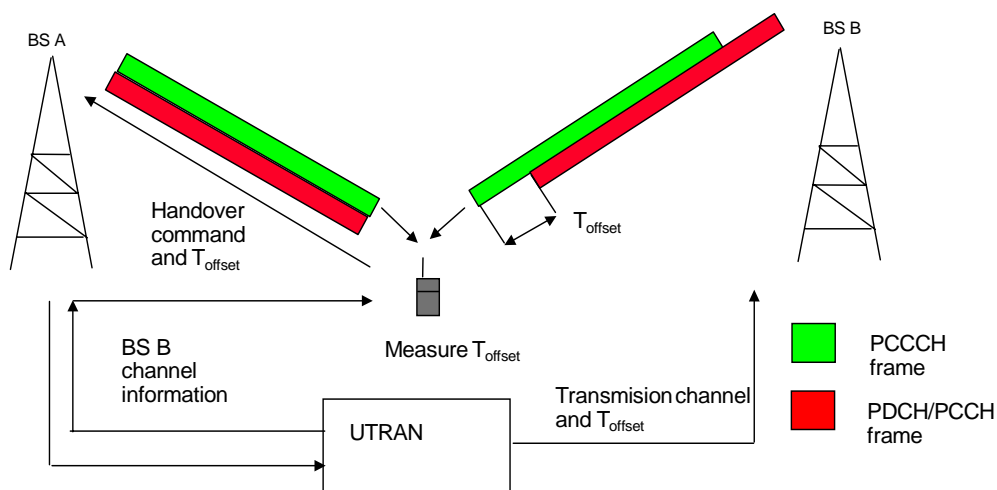 BS A
BS B
Handover
command
and Toffset
Toffset
Measure Toffset
BS B
channel
information
UTRAN
Transmision channel
and Toffset
PCCCH
frame
PDCH/PCCH
frame